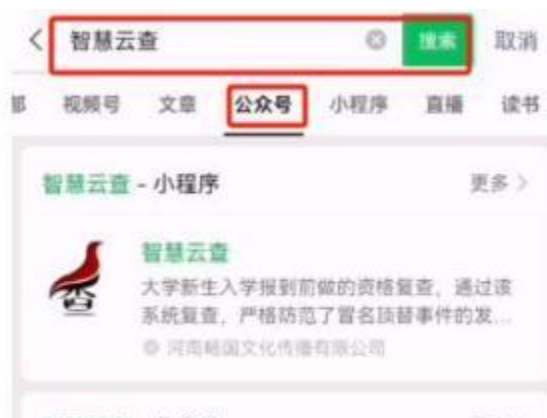 智慧云查 搜索 取消
部 视频号 文章 公众号 小程序 直播 读书
智慧云查 - 小程序 更多
智慧云查
大学新生入学报到前做的资格复查，通过该
系统复查，严格防范了冒名顶替事件的发...
河南畅国文化传播有限公司